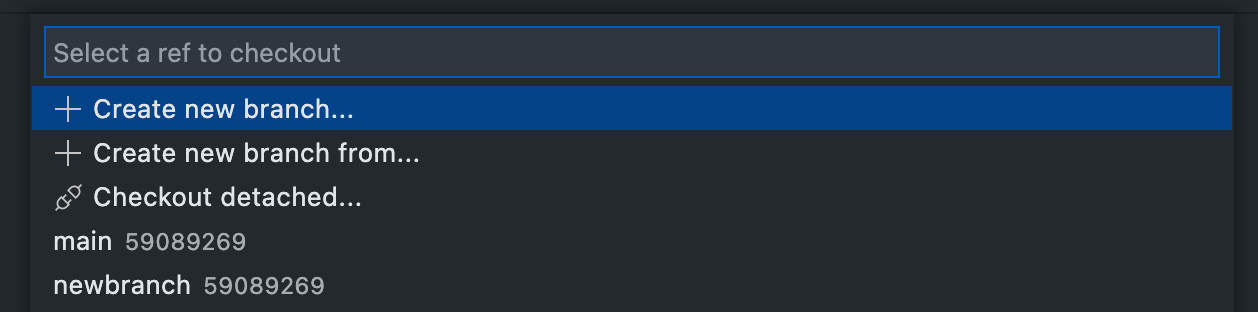 Select a ref to checkout
Create new branch...
Create new branch from...
Checkout detached...
main 59089269
newbranch 59089269